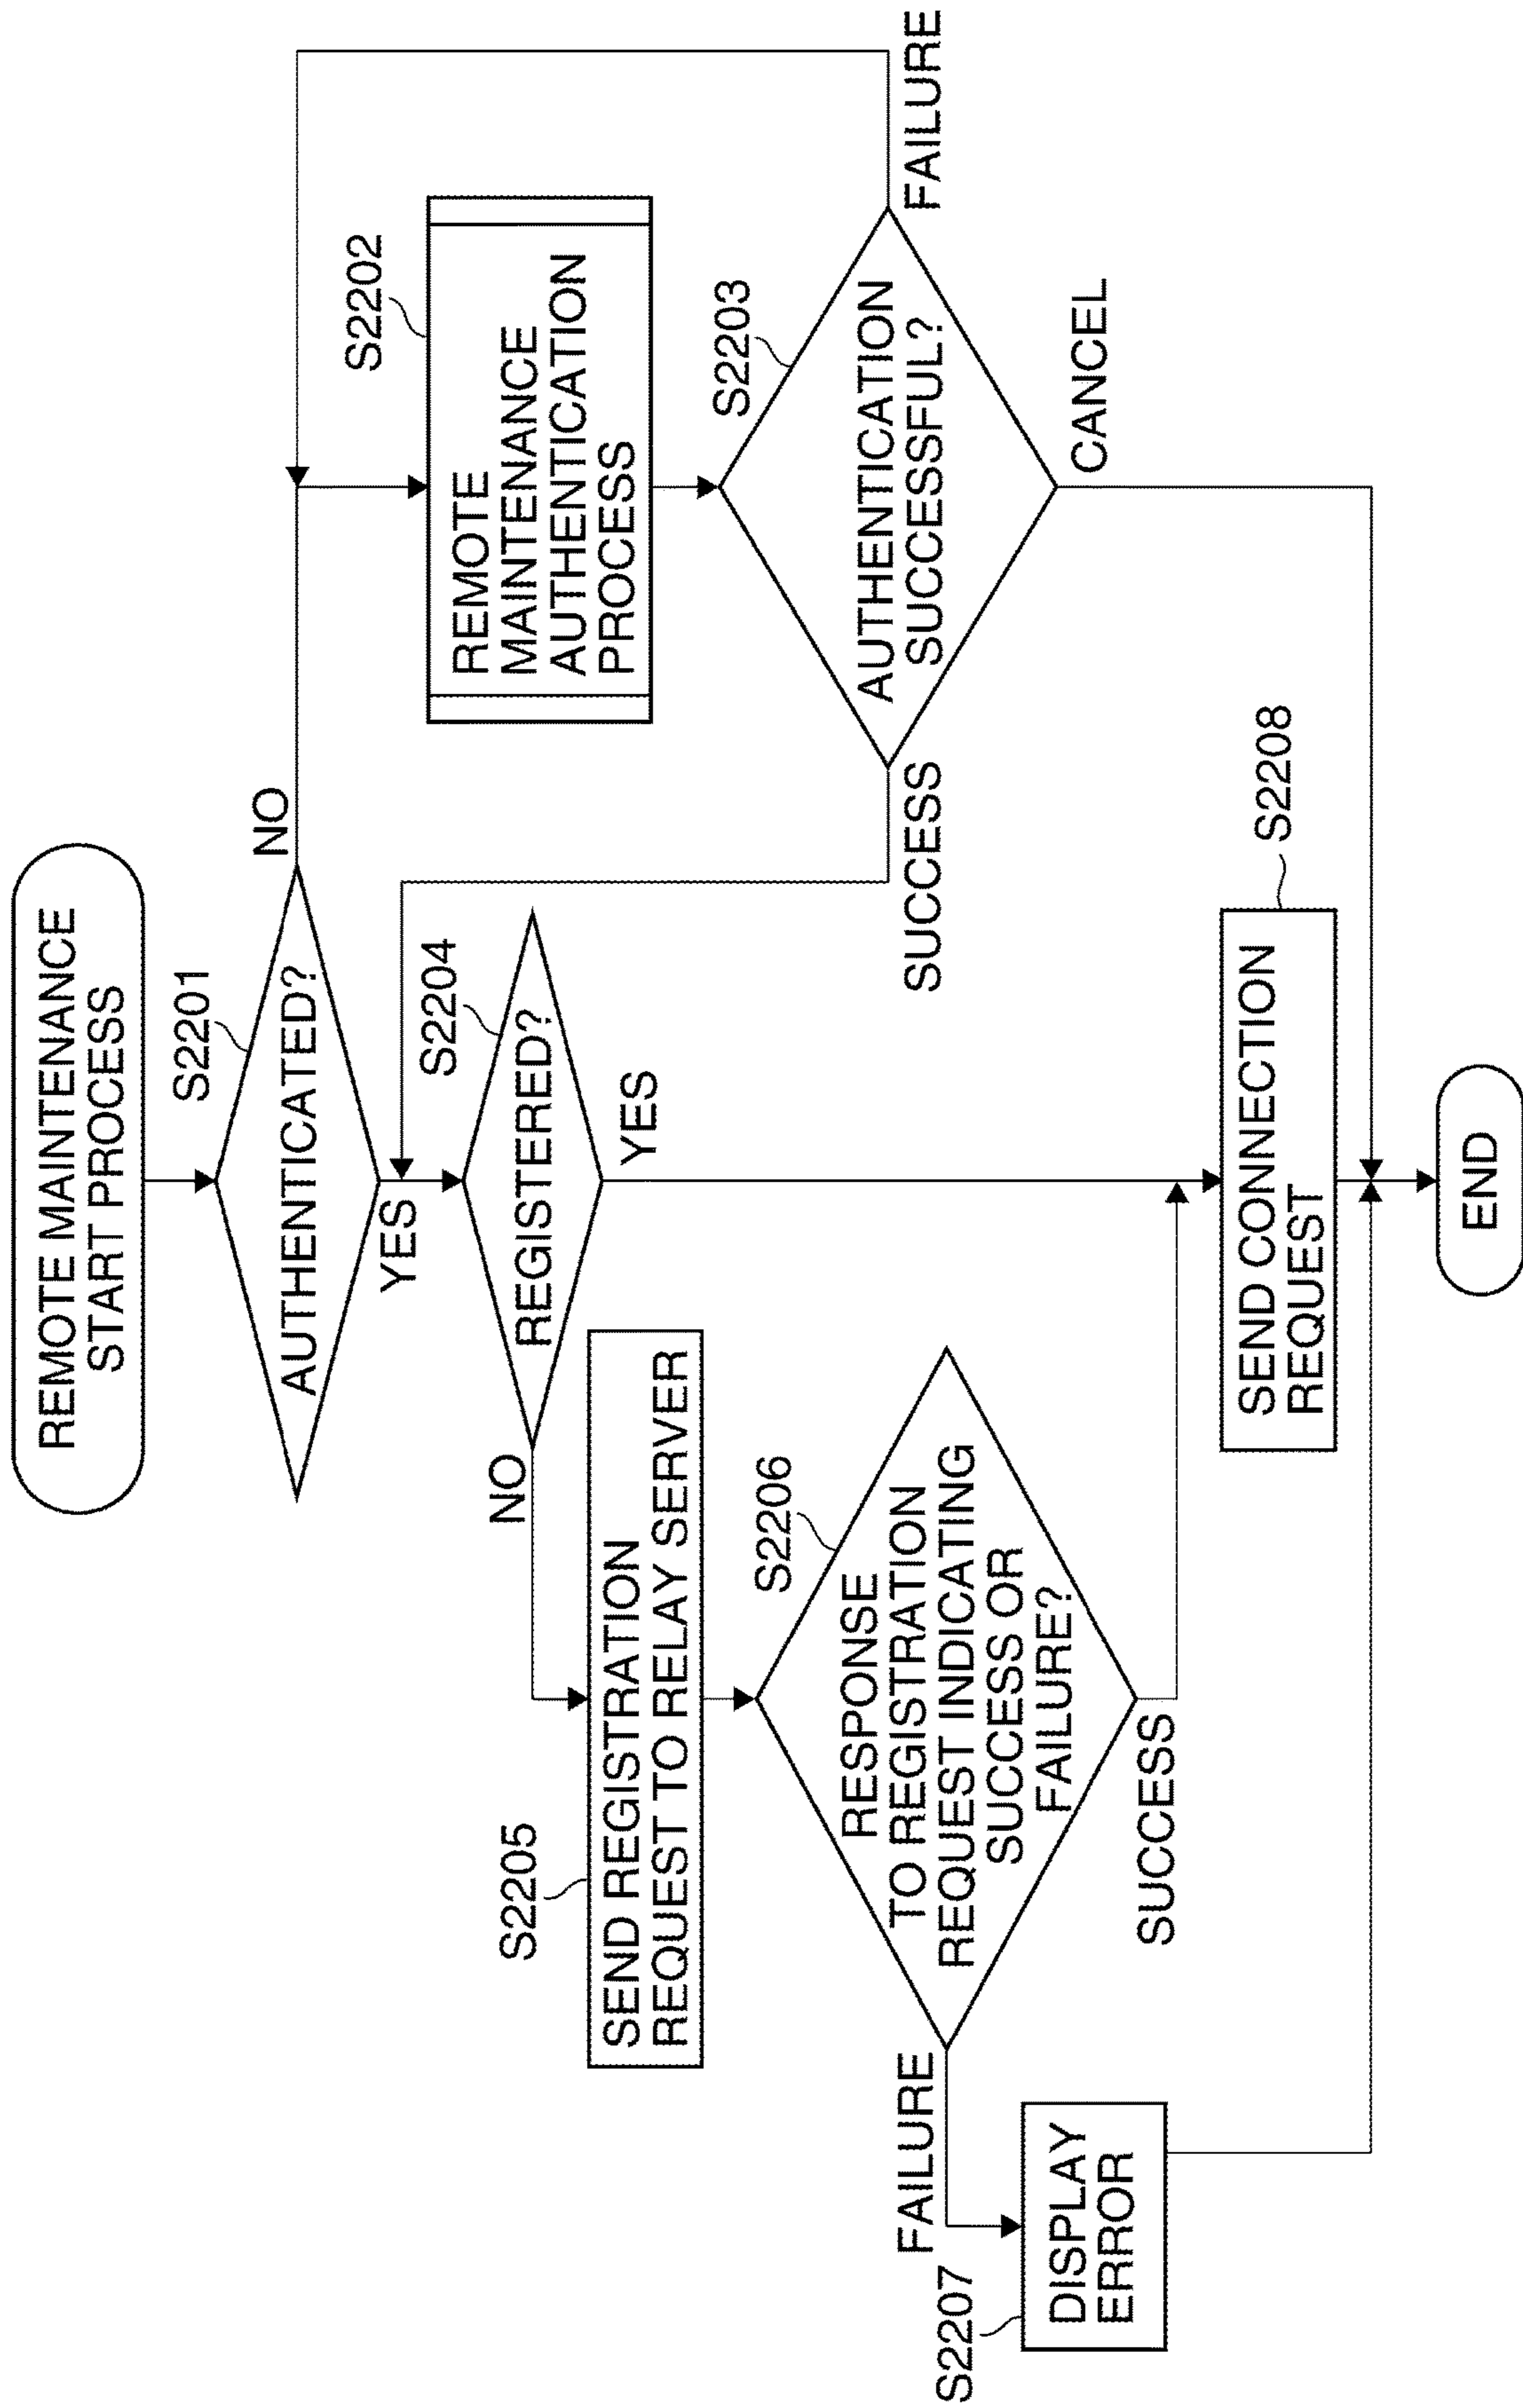 REMOTE MAINTENANCE
START PROCESS
S2201
AUTHENTICATED?
NO
YES
S2202
REMOTE
MAINTENANCE
AUTHENTICATION
PROCESS
S2203
AUTHENTICATION
SUCCESSFUL?
FAILURE
SUCCESS
CANCEL
S2204
REGISTERED?
NO
YES
S2205
SEND REGISTRATION
REQUEST TO RELAY SERVER
S2206
RESPONSE
TO REGISTRATION
REQUEST INDICATING
SUCCESS OR
FAILURE?
FAILURE
SUCCESS
S2207
DISPLAY
ERROR
S2208
SEND CONNECTION
REQUEST
END